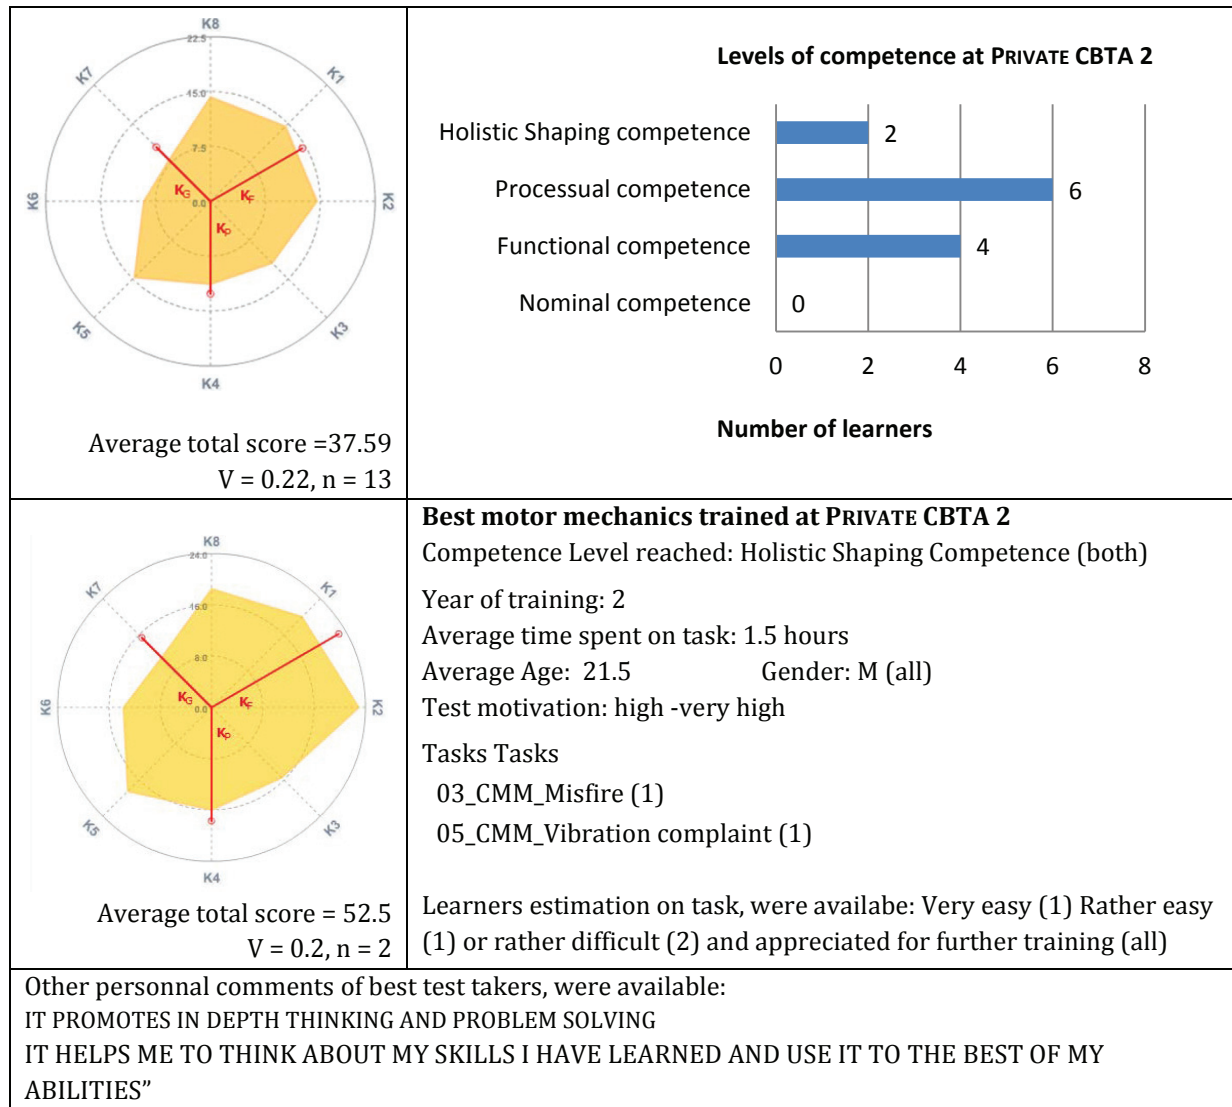 K8
22.5
K7
K1
15.0
7.5
KG
KF
K6
0.0
K2
KP
K5
K3
K4
Average total score =37.59
V = 0.22, n = 13
Levels of competence at PRIVATE CBTA 2
Holistic Shaping competence
2
Processual competence
6
Functional competence
4
Nominal competence
0
0 2 4 6 8
Number of learners
K8
24.0
K7
K1
16.0
8.0
KG
KF
K6
0.0
K2
KP
K5
K3
K4
Average total score = 52.5
V = 0.2, n = 2
Best motor mechanics trained at PRIVATE CBTA 2
Competence Level reached: Holistic Shaping Competence (both)
Year of training: 2
Average time spent on task: 1.5 hours
Average Age: 21.5 Gender: M (all)
Test motivation: high -very high
Tasks Tasks
03_CMM_Misfire (1)
05_CMM_Vibration complaint (1)
Learners estimation on task, were availabe: Very easy (1) Rather easy
(1) or rather difficult (2) and appreciated for further training (all)
Other personnal comments of best test takers, were available:
IT PROMOTES IN DEPTH THINKING AND PROBLEM SOLVING
IT HELPS ME TO THINK ABOUT MY SKILLS I HAVE LEARNED AND USE IT TO THE BEST OF MY
ABILITIES”